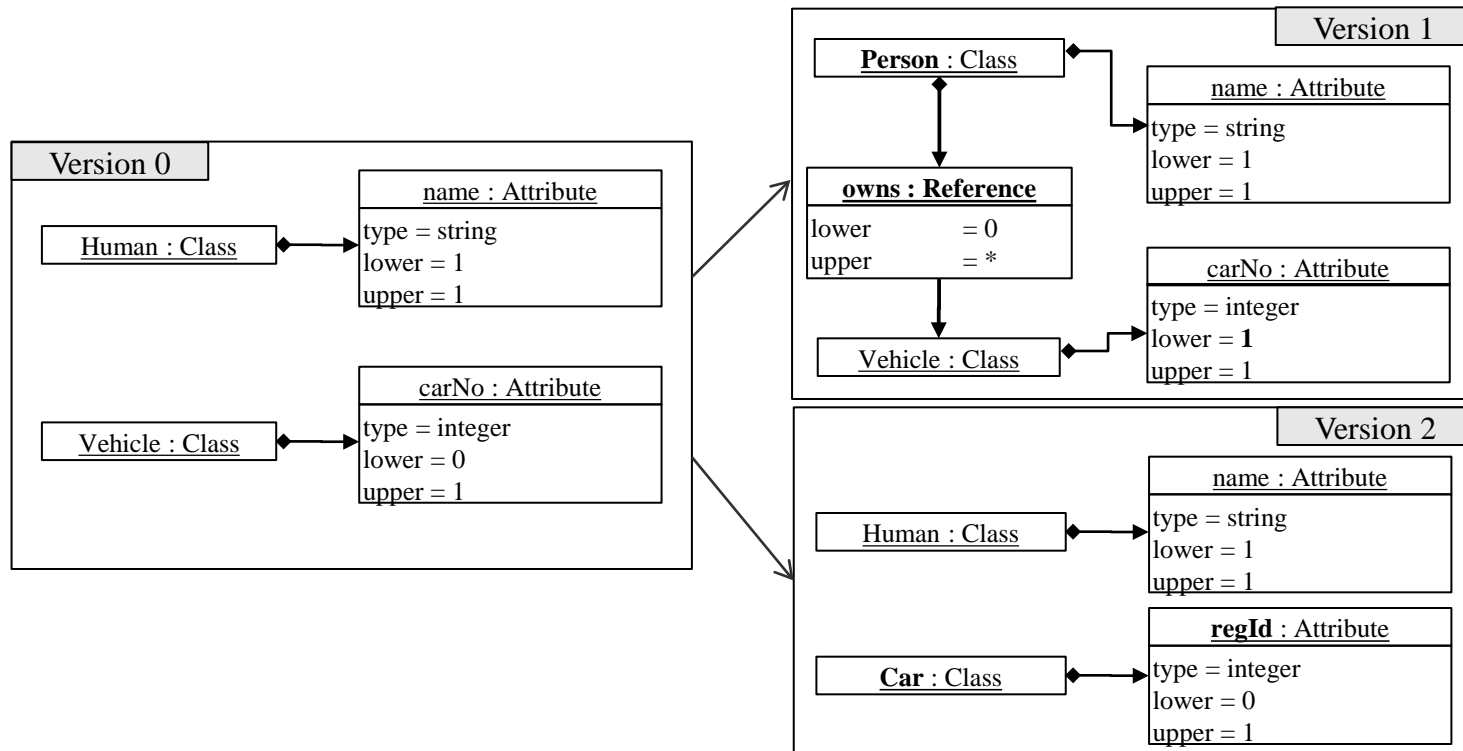 Version 0
Human : Class
name : Attribute
type = string
lower = 1
upper = 1
Vehicle : Class
carNo : Attribute
type = integer
lower = 0
upper = 1
Version 1
Person : Class
name : Attribute
type = string
lower = 1
upper = 1
owns : Reference
lower = 0
upper = *
Vehicle : Class
carNo : Attribute
type = integer
lower = 1
upper = 1
Version 2
Human : Class
name : Attribute
type = string
lower = 1
upper = 1
Car : Class
regId : Attribute
type = integer
lower = 0
upper = 1